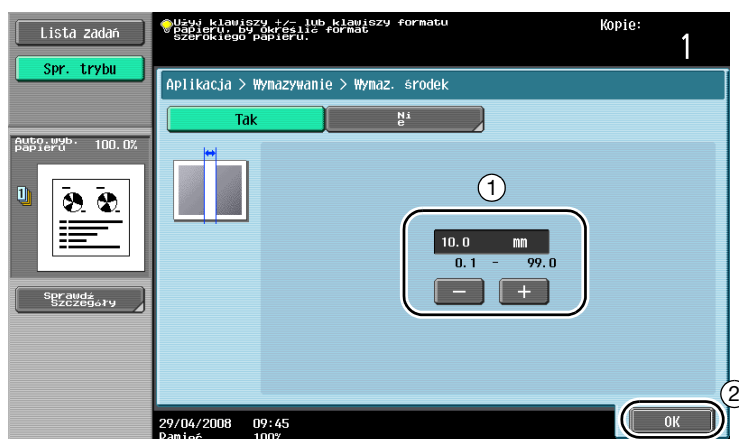 Lista zadań
Spr. trybu
Użyj klawiszy +/- lub klawiszy formatu
papieru, by określić format
szerokiego papieru.
Kopie:
1
Aplikacja > Wymazywanie > Wymaz. środek
Tak
Ni
e
Auto.wyb.
papieru
100.0%
1
1
10.0 mm
0.1 - 99.0
− +
Sprawdź
Szczegóły
2
OK
29/04/2008 09:45
Pamięć 100%